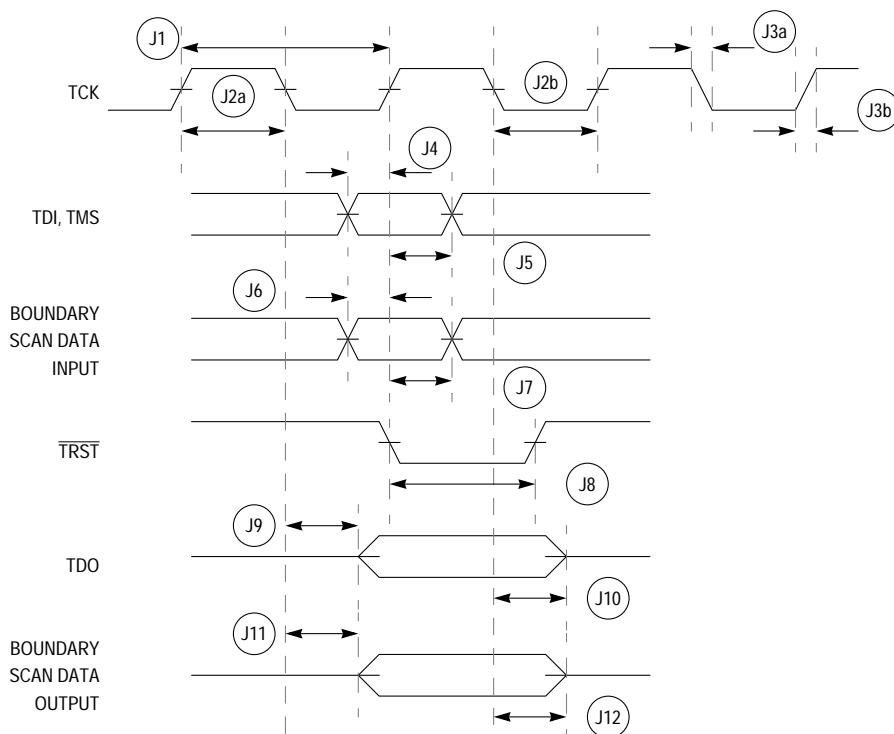 J1
J3a
TCK
J2a
J2b
J3b
J4
TDI, TMS
J5
J6
BOUNDARY
SCAN DATA
INPUT
J7
TRST
J8
J9
TDO
J10
J11
BOUNDARY
SCAN DATA
OUTPUT
J12